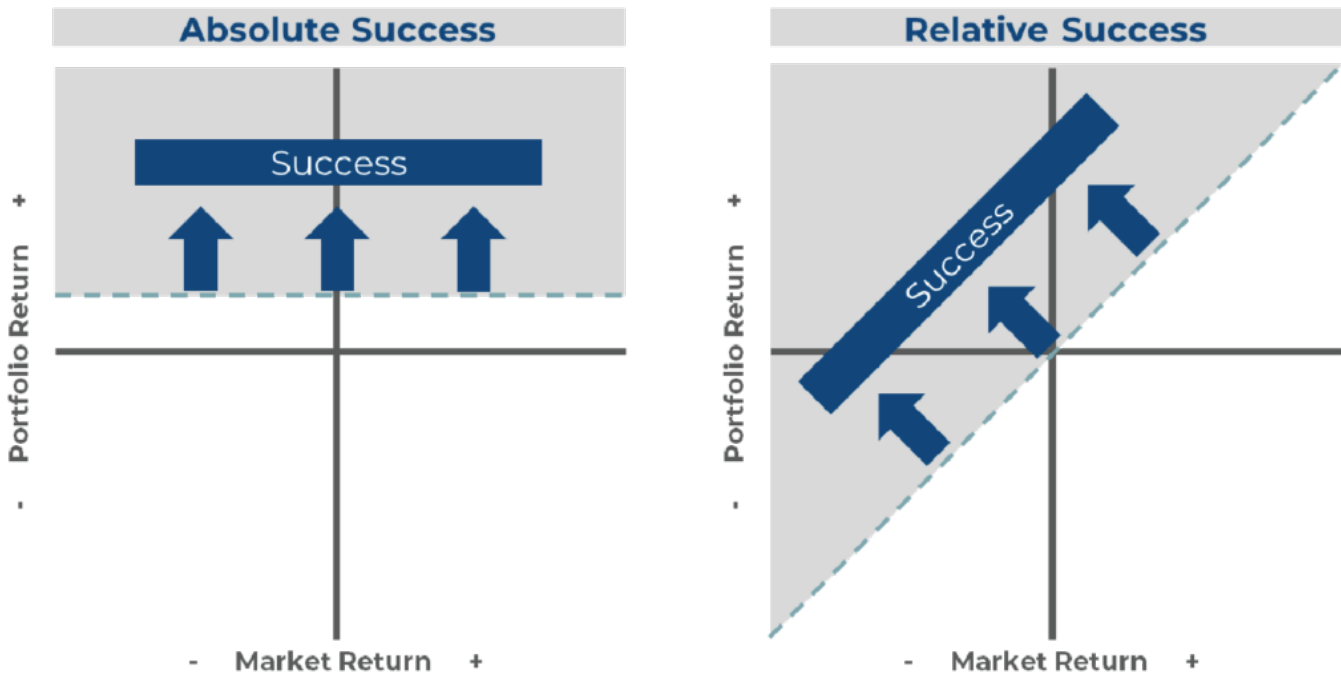 Absolute Success
Success
- Portfolio Return +
- Market Return +
Relative Success
Success
- Portfolio Return +
- Market Return +